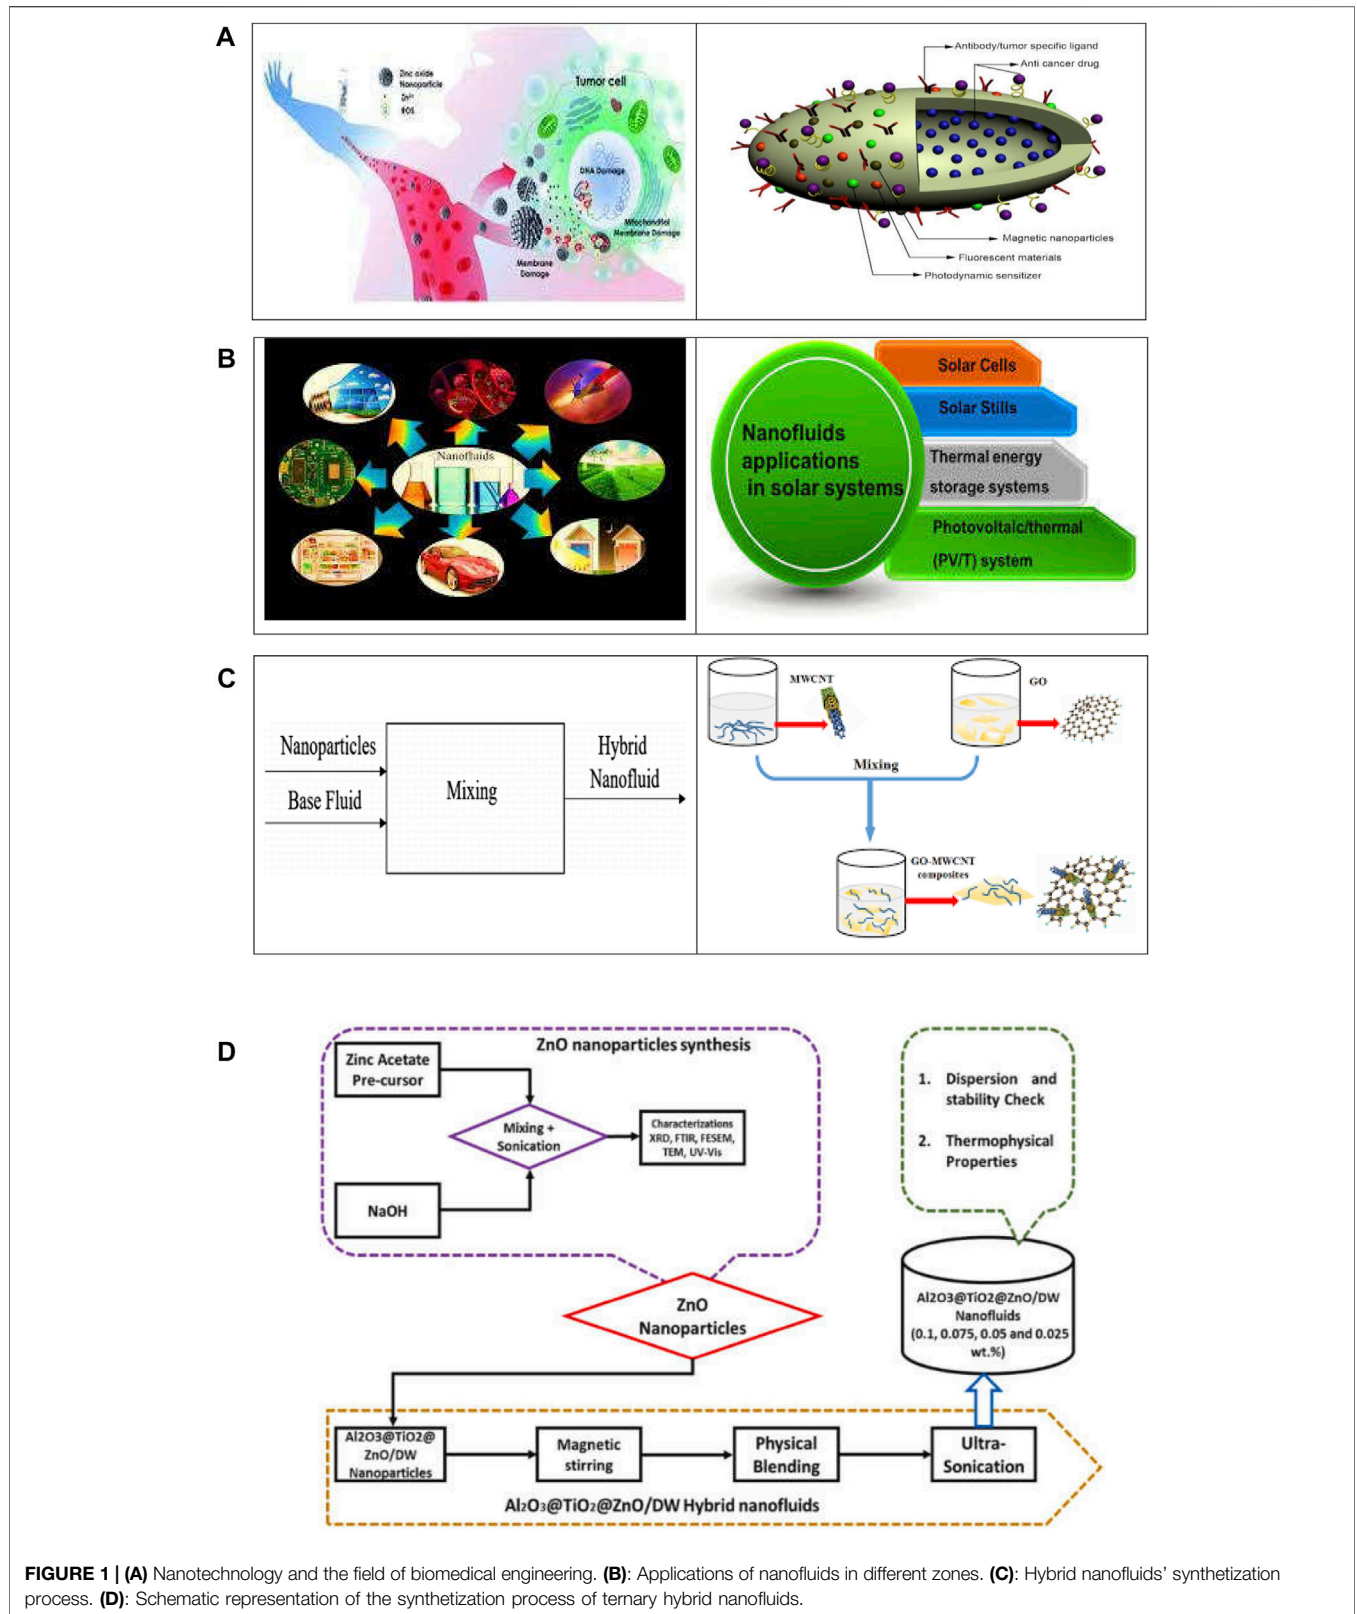 A
Zinc oxide
Nanoparticle
Zn²⁺
ROS
Tumor cell
DNA Damage
Mitochndrial
Membrane Damage
Membrane
Damage
Antibody/tumor specific ligand
Anti cancer drug
Magnetic nanoparticles
Fluorescent materials
Photodynamic sensitizer
B
Nanofluids
Nanofluids
applications
in solar systems
Solar Cells
Solar Stills
Thermal energy
storage systems
Photovoltaic/thermal
(PV/T) system
C
Nanoparticles
Base Fluid
Mixing
Hybrid
Nanofluid
MWCNT
GO
Mixing
GO-MWCNT
composites
D
ZnO nanoparticles synthesis
Zinc Acetate
Pre-cursor
Mixing +
Sonication
Characterizations
XRD, FTIR, FESEM,
TEM, UV-Vis
NaOH
1. Dispersion and
stability Check
2. Thermophysical
Properties
ZnO
Nanoparticles
Al2O3@TiO2@ZnO/DW
Nanofluids
(0.1, 0.075, 0.05 and 0.025
wt.%)
Al2O3@TiO2@
ZnO/DW
Nanoparticles
Magnetic
stirring
Physical
Blending
Ultra-
Sonication
Al₂O₃@TiO₂@ZnO/DW Hybrid nanofluids
FIGURE 1 | (A) Nanotechnology and the field of biomedical engineering. (B): Applications of nanofluids in different zones. (C): Hybrid nanofluids’ synthetization
process. (D): Schematic representation of the synthetization process of ternary hybrid nanofluids.